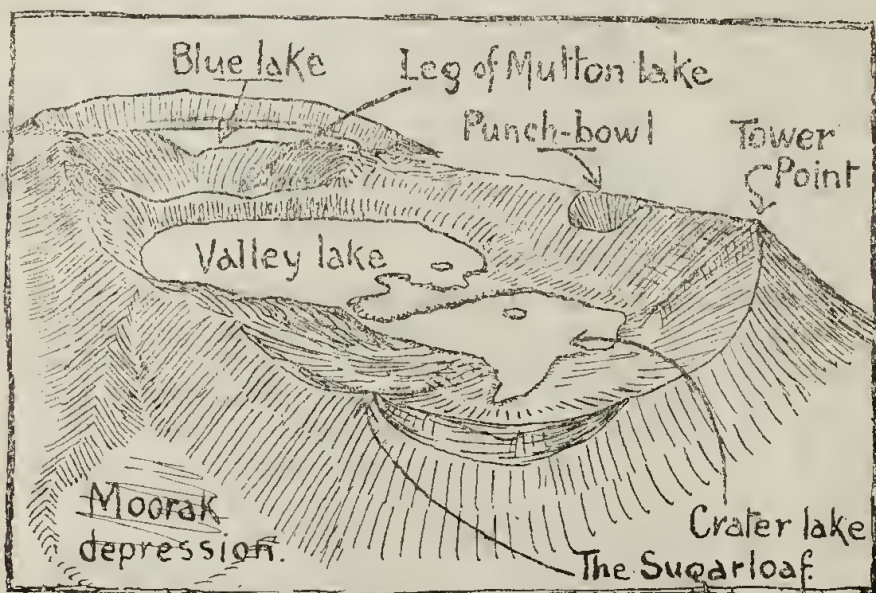 Blue lake
Leg of Mutton lake
Punch-bowl
Tower
Point
Valley lake
Moorak
depression.
Crater lake
The Sugarloaf.